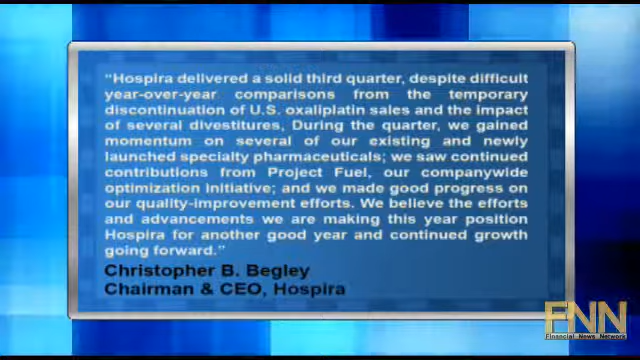 "Hospira delivered a solid third quarter, despite difficult
year-over-year comparisons from the temporary
discontinuation of U.S. oxaliplatin sales and the impact
of several divestitures, During the quarter, we gained
momentum on several of our existing and newly
launched specialty pharmaceuticals; we saw continued
contributions from Project Fuel, our companywide
optimization initiative; and we made good progress on
our quality-improvement efforts. We believe the efforts
and advancements we are making this year position
Hospira for another good year and continued growth
going forward."
Christopher B. Begley
Chairman & CEO, Hospira
FNN
Financial News Network